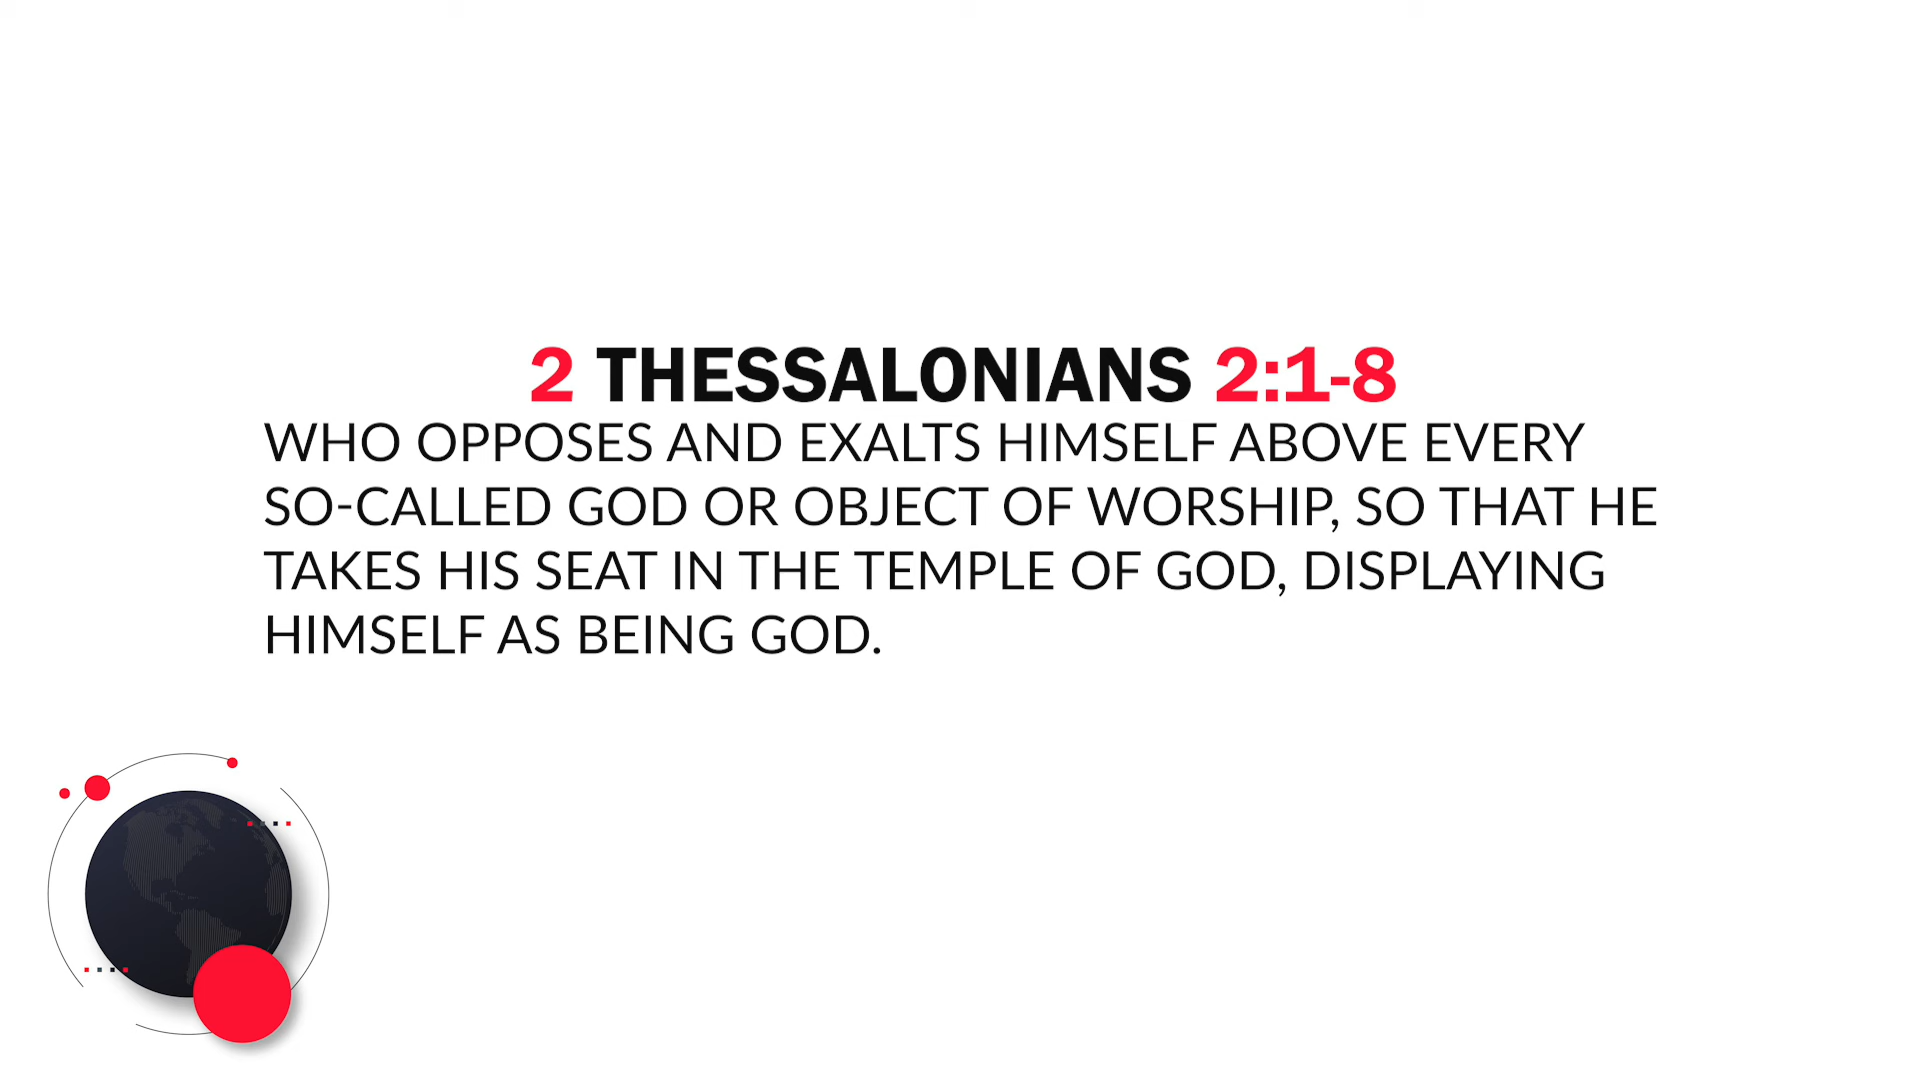 2 THESSALONIANS 2:1-8
WHO OPPOSES AND EXALTS HIMSELF ABOVE EVERY
SO-CALLED GOD OR OBJECT OF WORSHIP, SO THAT HE
TAKES HIS SEAT IN THE TEMPLE OF GOD, DISPLAYING
HIMSELF AS BEING GOD.